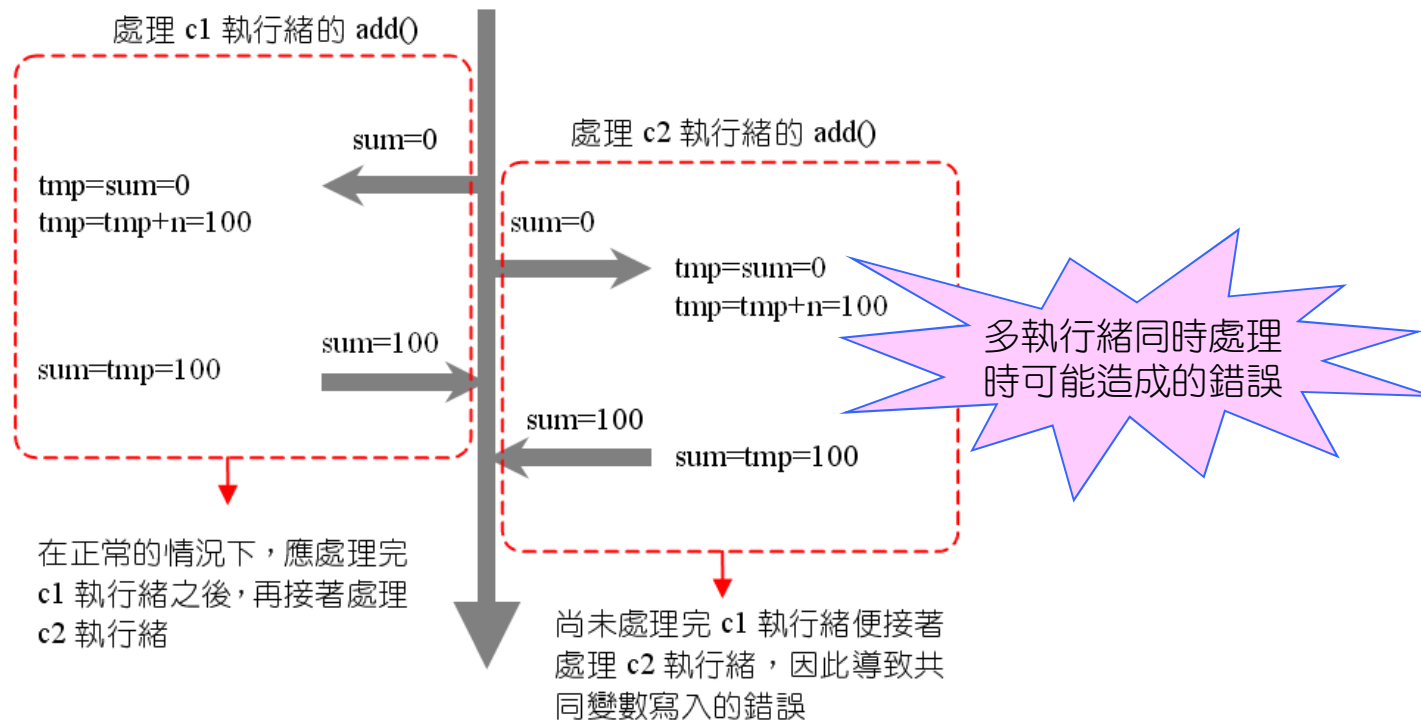 處理 c1 執行緒的 add()
sum=0
tmp=sum=0
tmp=tmp+n=100
sum=100
sum=tmp=100
在正常的情況下，應處理完
c1 執行緒之後，再接著處理
c2 執行緒
處理 c2 執行緒的 add()
sum=0
tmp=sum=0
tmp=tmp+n=100
sum=100
sum=tmp=100
尚未處理完 c1 執行緒便接著
處理 c2 執行緒，因此導致共
同變數寫入的錯誤
多執行緒同時處理
時可能造成的錯誤